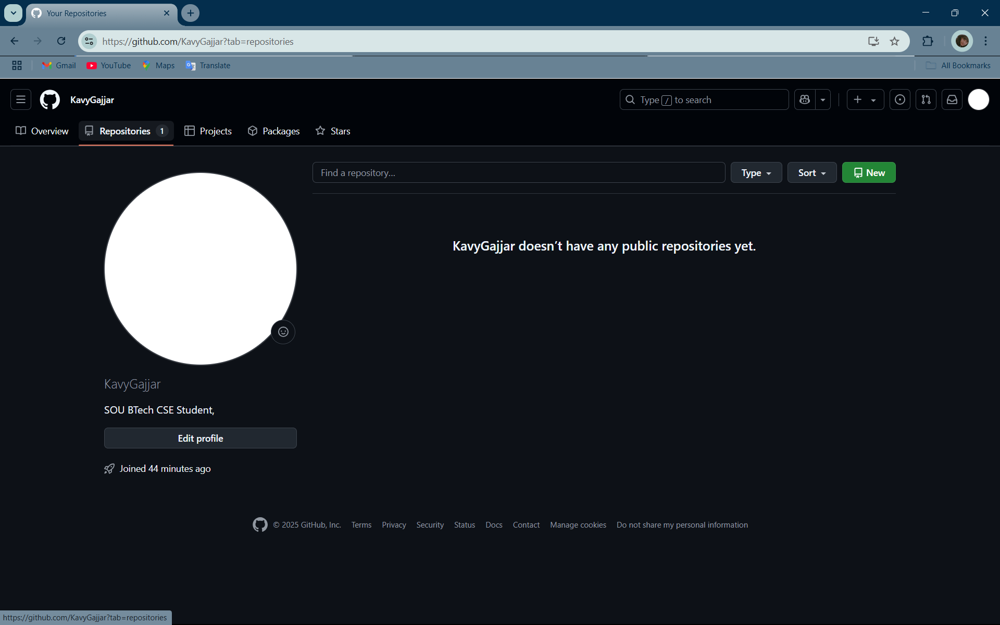 Your Repositories
https://github.com/KavyGajjar?tab=repositories
Gmail YouTube Maps Translate All Bookmarks
KavyGajjar Type / to search
Overview Repositories 1 Projects Packages Stars
Find a repository... Type Sort New
KavyGajjar doesn’t have any public repositories yet.
KavyGajjar
SOU BTech CSE Student,
Edit profile
Joined 44 minutes ago
© 2025 GitHub, Inc. Terms Privacy Security Status Docs Contact Manage cookies Do not share my personal information
https://github.com/KavyGajjar?tab=repositories